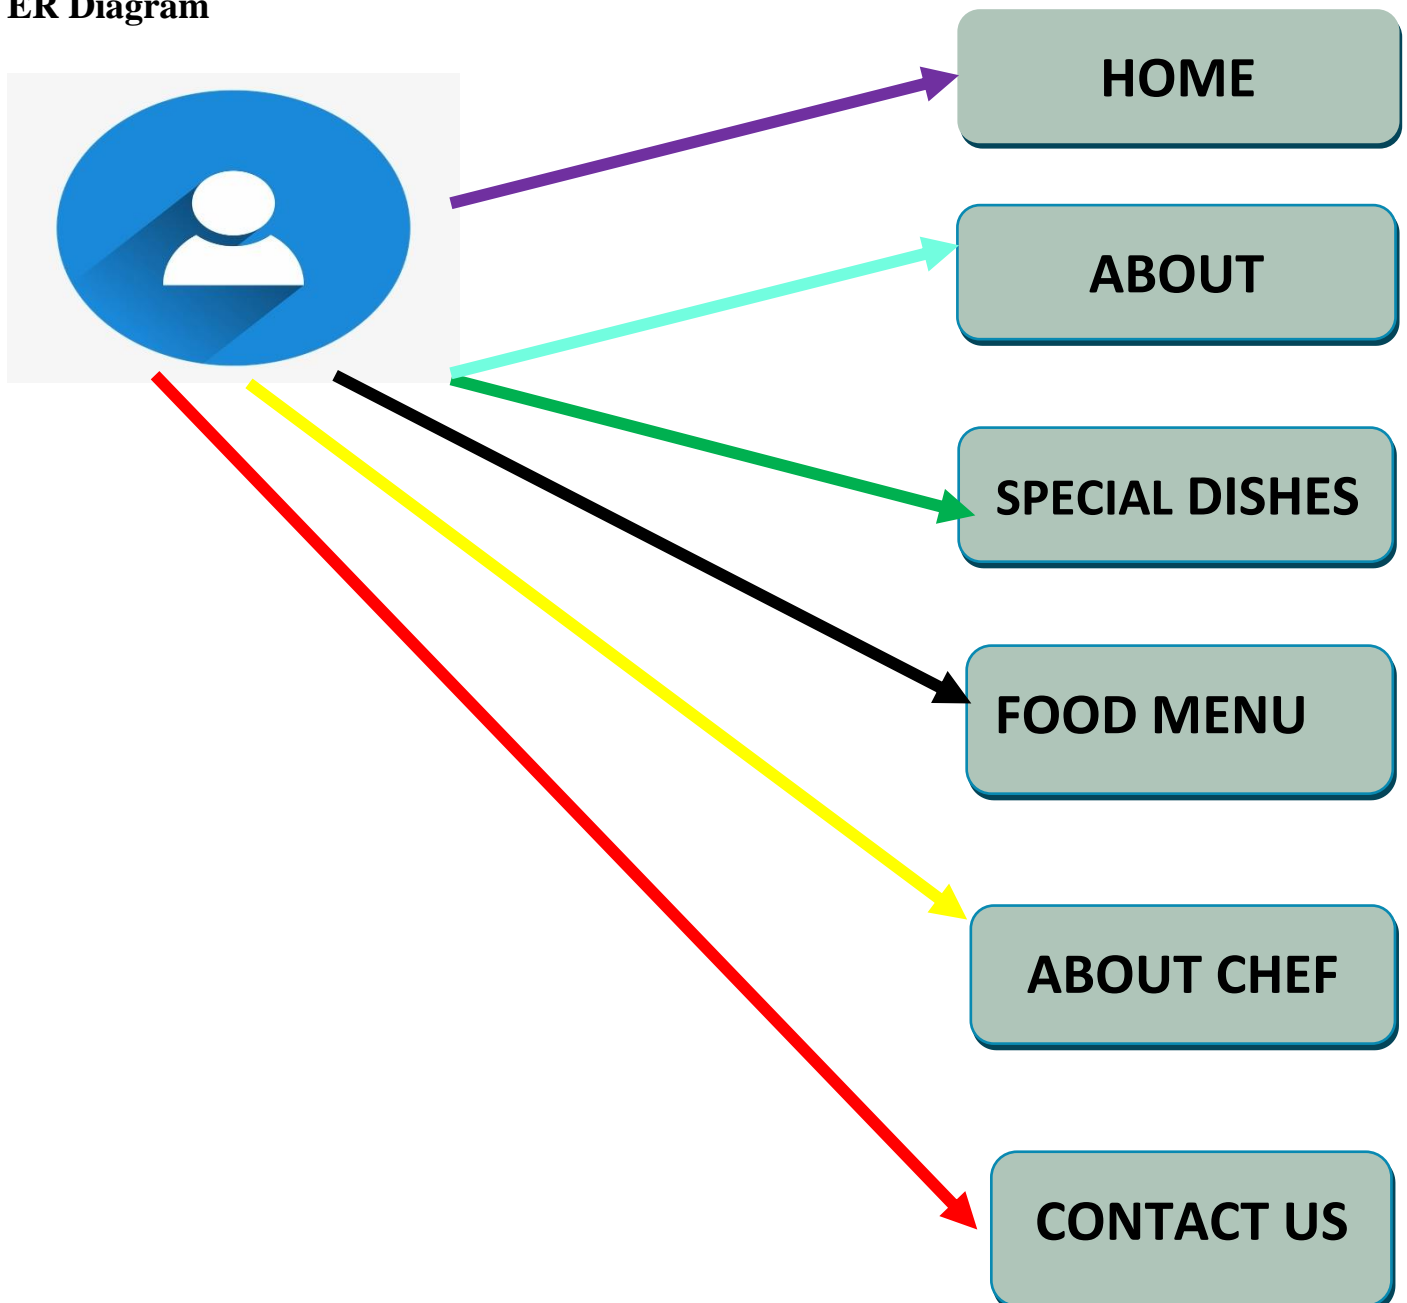 ER Diagram
HOME
ABOUT
SPECIAL DISHES
FOOD MENU
ABOUT CHEF
CONTACT US